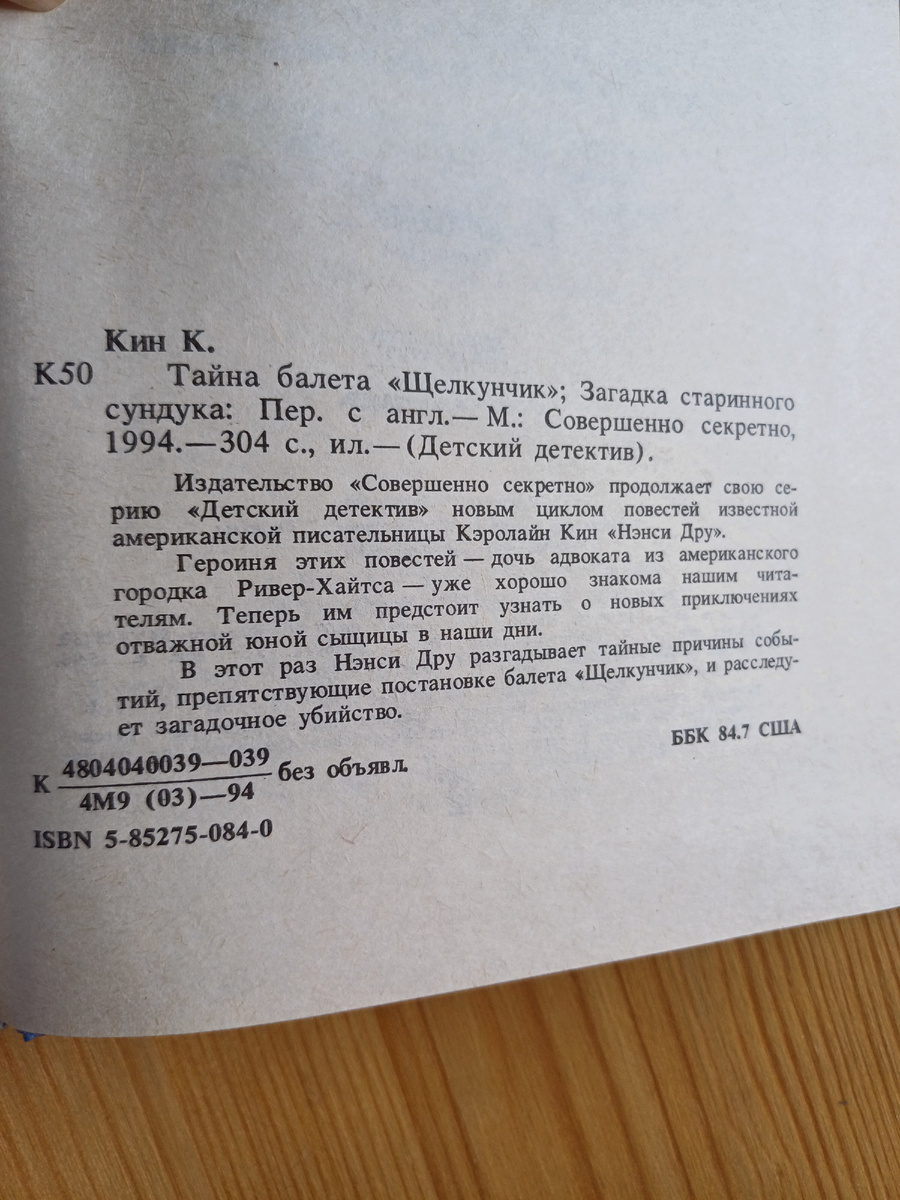 Кин К.
К50 Тайна балета «Щелкунчик»; Загадка старинного
сундука: Пер. с англ.— М.: Совершенно секретно,
1994.—304 с., ил.—(Детский детектив).
Издательство «Совершенно секретно» продолжает свою се-
рию «Детский детектив» новым циклом повестей известной
американской писательницы Кэролайн Кин «Нэнси Дру».
Героиня этих повестей — дочь адвоката из американского
городка Ривер-Хайтса — уже хорошо знакома нашим чита-
телям. Теперь им предстоит узнать о новых приключениях
отважной юной сыщицы в наши дни.
В этот раз Нэнси Дру разгадывает тайные причины собы-
тий, препятствующие постановке балета «Щелкунчик», и расследу-
ет загадочное убийство.
ББК 84.7 США
К 4804040039—039
4М9 (03)—94 без объявл.
ISBN 5-85275-084-0